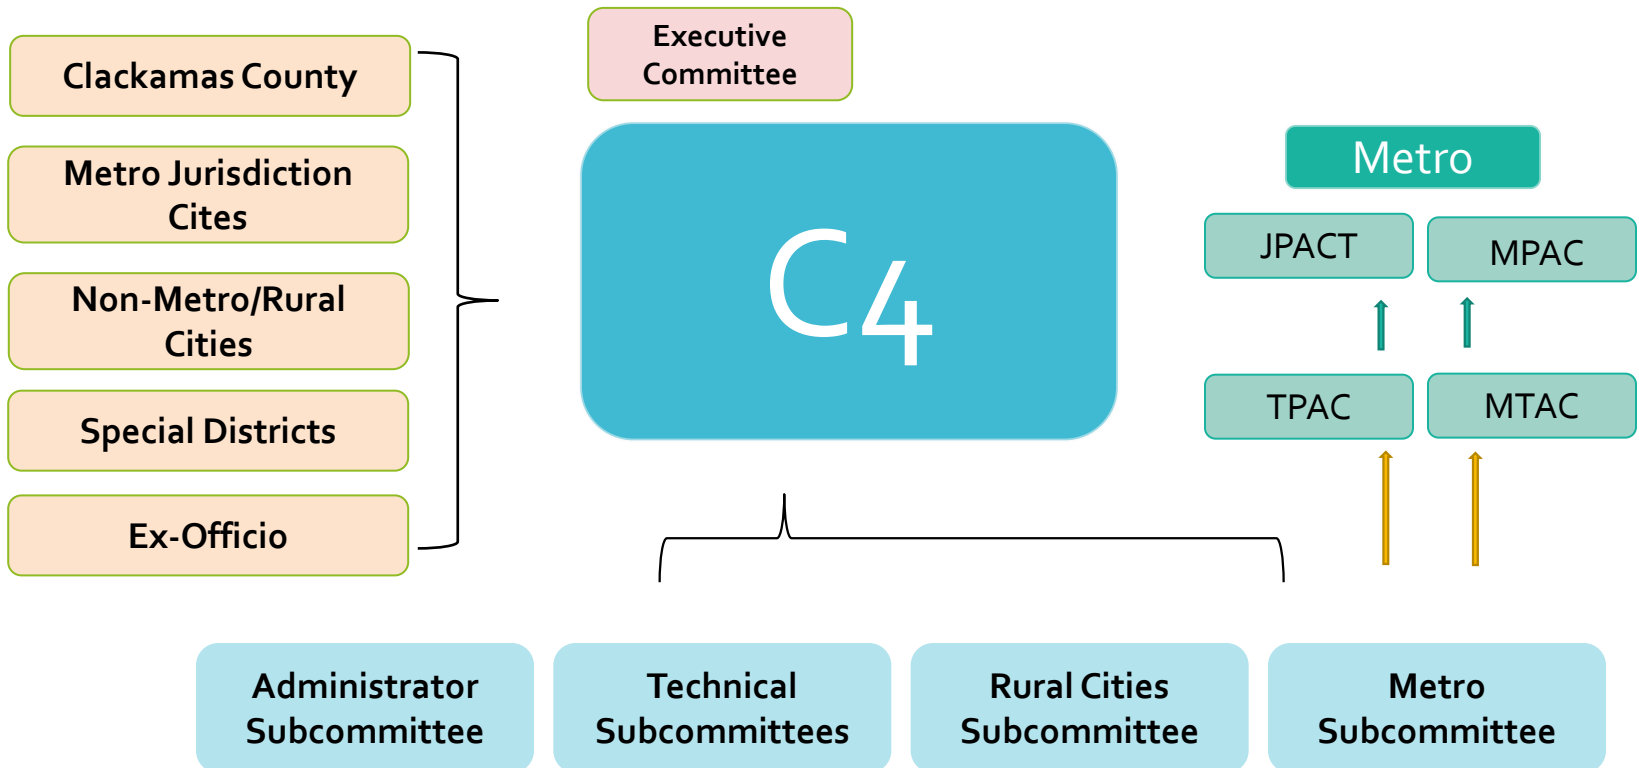 Clackamas County
Metro Jurisdiction
Cites
Non-Metro/Rural
Cities
Special Districts
Ex-Officio
Executive
Committee
C4
Metro
JPACT
MPAC
TPAC
MTAC
Administrator
Subcommittee
Technical
Subcommittees
Rural Cities
Subcommittee
Metro
Subcommittee